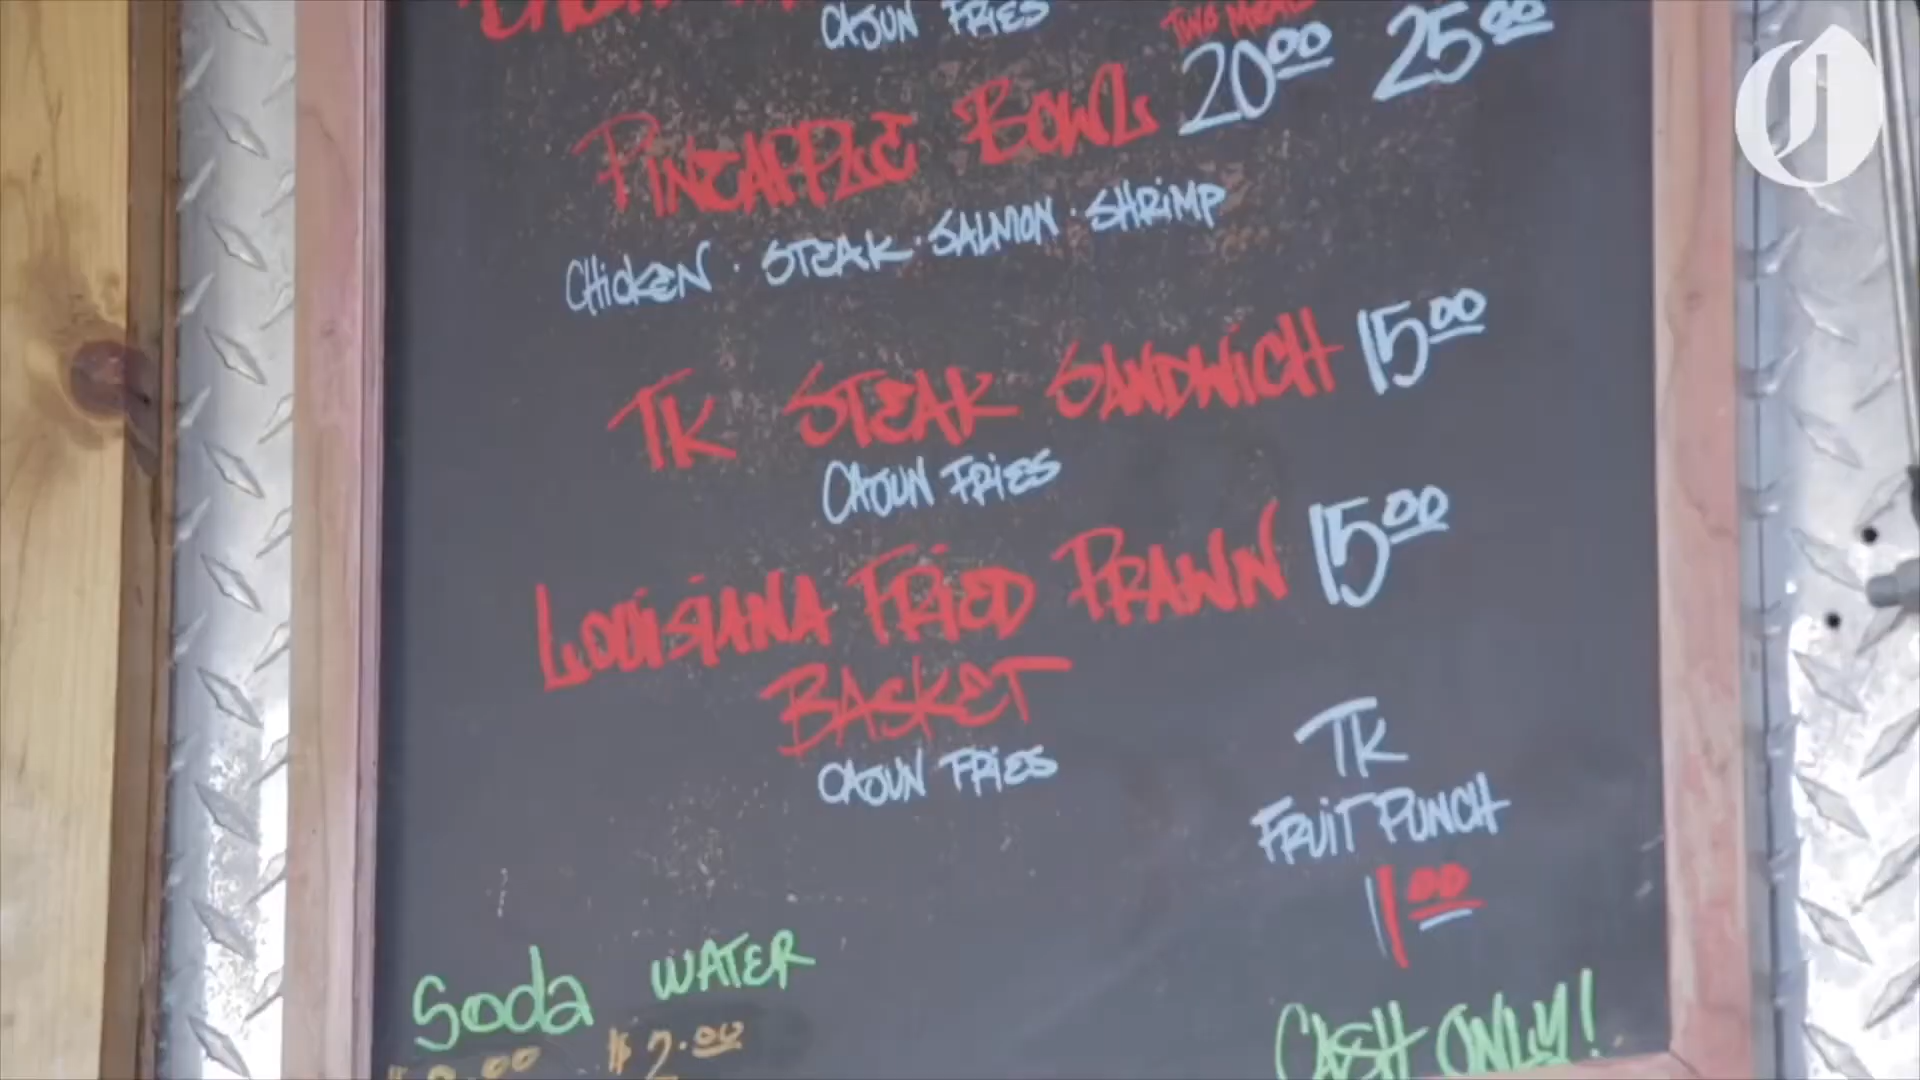 CAJUN FRIES
TWO MEATS
PINEAPPLE BOWL 20.00 25.00
CHICKEN · STEAK · SALMON · SHRIMP
TK STEAK SANDWICH 15.00
CAJUN FRIES
LOUISIANA FRIED PRAWN 15.00
BASKET
CAJUN FRIES
TK
FRUIT PUNCH
1.00
Soda WATER
$2.00
CASH ONLY!